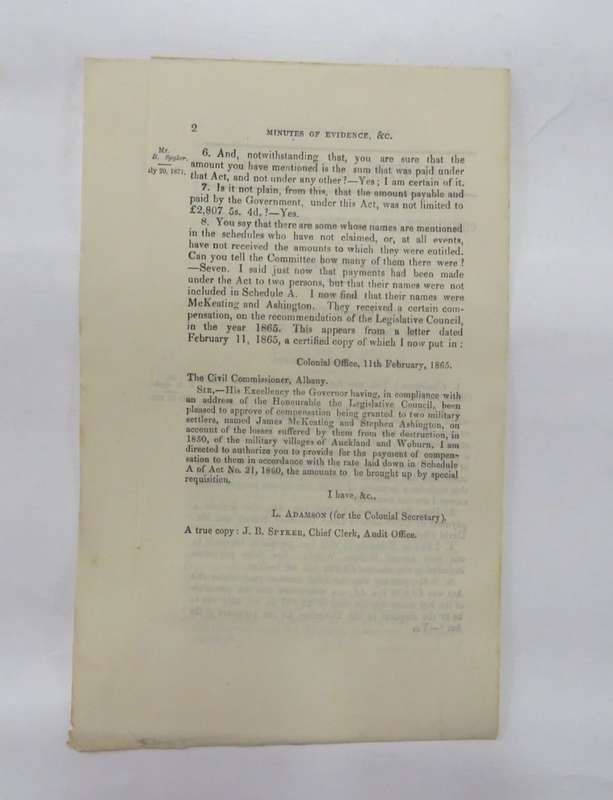 2
MINUTES OF EVIDENCE, &C.
Mr.
B. Spyker.
ly 20, 1871.
6. And, notwithstanding that, you are sure that the
amount you have mentioned is the sum that was paid under
that Act, and not under any other?—Yes; I am certain of it.
7. Is it not plain, from this, that the amount payable and
paid by the Government, under this Act, was not limited to
£2,807 5s. 4d.?—Yes.
8. You say that there are some whose names are mentioned
in the schedules who have not claimed, or, at all events,
have not received the amounts to which they were entitled.
Can you tell the Committee how many of them there were?
—Seven. I said just now that payments had been made
under the Act to two persons, but that their names were not
included in Schedule A. I now find that their names were
McKeating and Ashington. They received a certain com-
pensation, on the recommendation of the Legislative Council,
in the year 1865. This appears from a letter dated
February 11, 1865, a certified copy of which I now put in:
Colonial Office, 11th February, 1865.
The Civil Commissioner, Albany.
SIR,—His Excellency the Governor having, in compliance with
an address of the Honourable the Legislative Council, been
pleased to approve of compensation being granted to two military
settlers, named James McKeating and Stephen Ashington, on
account of the losses suffered by them from the destruction, in
1850, of the military villages of Auckland and Woburn, I am
directed to authorize you to provide for the payment of compen-
sation to them in accordance with the rate laid down in Schedule
A of Act No. 21, 1860, the amounts to be brought up by special
requisition.
I have, &c.,
L. ADAMSON (for the Colonial Secretary).
A true copy: J. B. SPYKER, Chief Clerk, Audit Office.